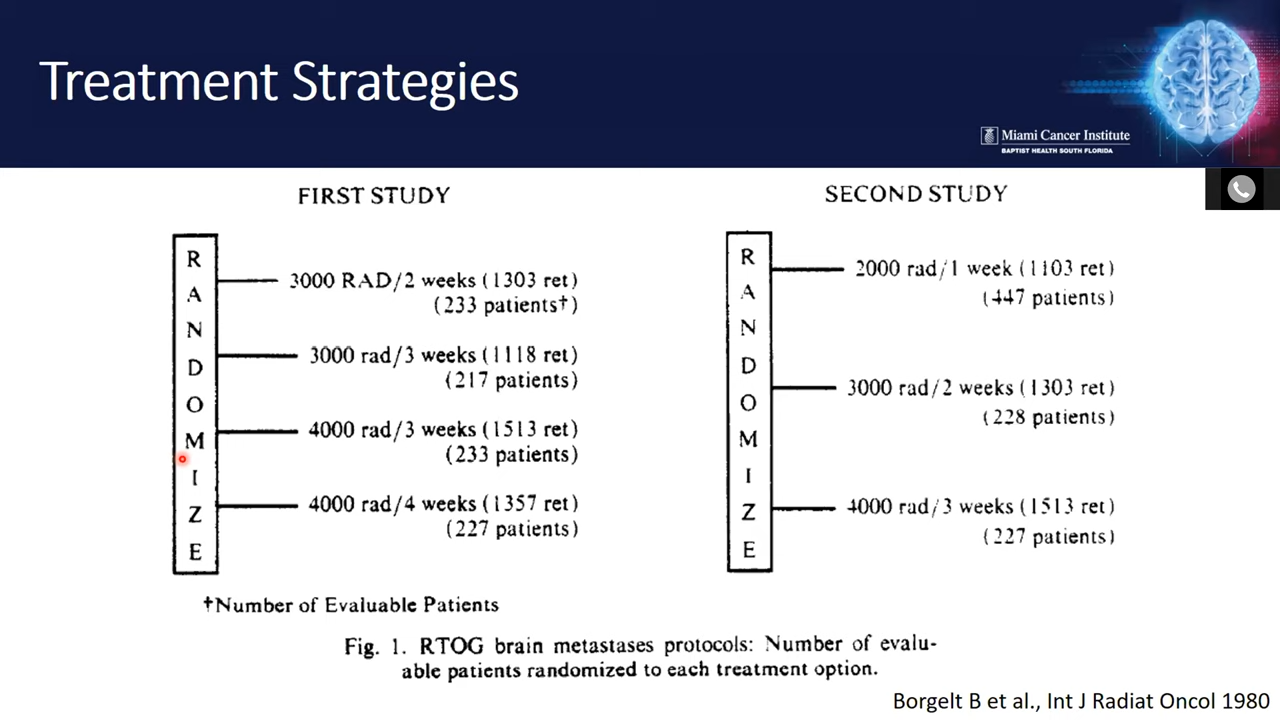 Treatment Strategies
Miami Cancer Institute
BAPTIST HEALTH SOUTH FLORIDA
FIRST STUDY
RANDOMIZE
3000 RAD/2 weeks (1303 ret)
(233 patients†)
3000 rad/3 weeks (1118 ret)
(217 patients)
4000 rad/3 weeks (1513 ret)
(233 patients)
4000 rad/4 weeks (1357 ret)
(227 patients)
†Number of Evaluable Patients
SECOND STUDY
RANDOMIZE
2000 rad/1 week (1103 ret)
(447 patients)
3000 rad/2 weeks (1303 ret)
(228 patients)
4000 rad/3 weeks (1513 ret)
(227 patients)
Fig. 1. RTOG brain metastases protocols: Number of evalu-
able patients randomized to each treatment option.
Borgelt B et al., Int J Radiat Oncol 1980